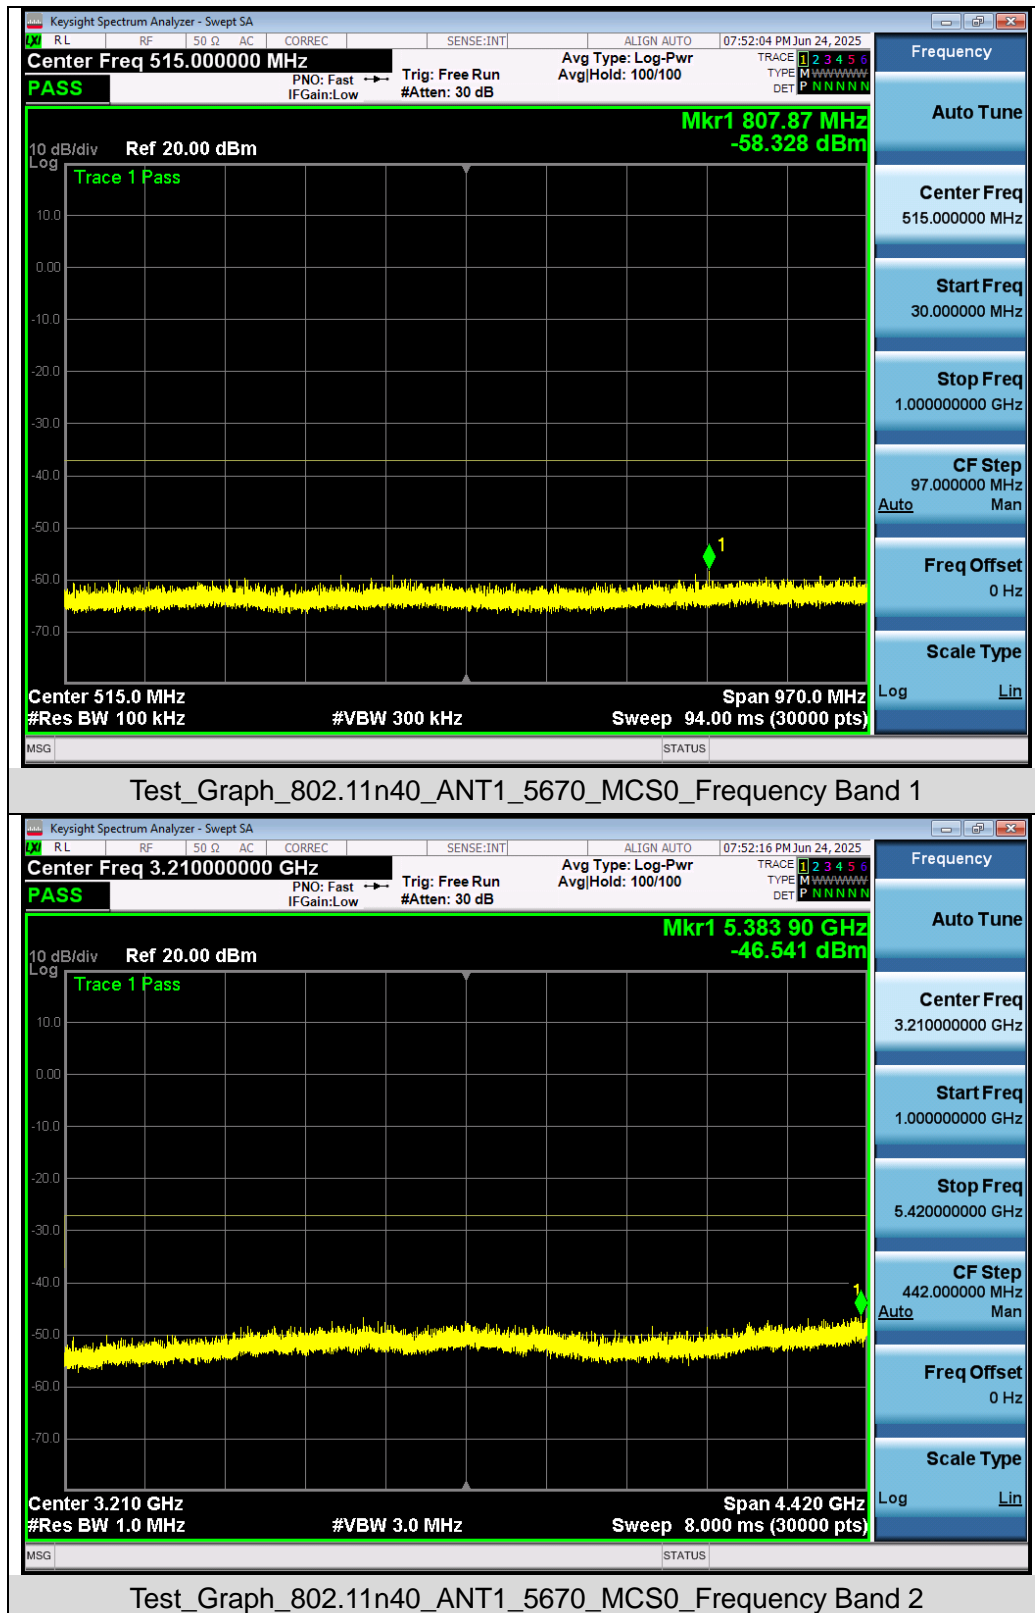 Keysight Spectrum Analyzer - Swept SA
LXI RL RF 50 Ω AC CORREC SENSE:INT ALIGN AUTO 07:52:04 PM Jun 24, 2025
Center Freq 515.000000 MHz
PASS
PNO: Fast
IFGain:Low
Trig: Free Run
#Atten: 30 dB
Avg Type: Log-Pwr
Avg|Hold: 100/100
TRACE 1 2 3 4 5 6
TYPE M W W W W W
DET P N N N N N
Mkr1 807.87 MHz
-58.328 dBm
10 dB/div Ref 20.00 dBm
Log
Trace 1 Pass
10.0
0.00
-10.0
-20.0
-30.0
-40.0
-50.0
1
-60.0
-70.0
Center 515.0 MHz Span 970.0 MHz
#Res BW 100 kHz #VBW 300 kHz Sweep 94.00 ms (30000 pts)
MSG STATUS
Frequency
Auto Tune
Center Freq
515.000000 MHz
Start Freq
30.000000 MHz
Stop Freq
1.000000000 GHz
CF Step
97.000000 MHz
Auto Man
Freq Offset
0 Hz
Scale Type
Log Lin
Test_Graph_802.11n40_ANT1_5670_MCS0_Frequency Band 1
Keysight Spectrum Analyzer - Swept SA
LXI RL RF 50 Ω AC CORREC SENSE:INT ALIGN AUTO 07:52:16 PM Jun 24, 2025
Center Freq 3.210000000 GHz
PASS
PNO: Fast
IFGain:Low
Trig: Free Run
#Atten: 30 dB
Avg Type: Log-Pwr
Avg|Hold: 100/100
TRACE 1 2 3 4 5 6
TYPE M W W W W W
DET P N N N N N
Mkr1 5.383 90 GHz
-46.541 dBm
10 dB/div Ref 20.00 dBm
Log
Trace 1 Pass
10.0
0.00
-10.0
-20.0
-30.0
-40.0
1
-50.0
-60.0
-70.0
Center 3.210 GHz Span 4.420 GHz
#Res BW 1.0 MHz #VBW 3.0 MHz Sweep 8.000 ms (30000 pts)
MSG STATUS
Frequency
Auto Tune
Center Freq
3.210000000 GHz
Start Freq
1.000000000 GHz
Stop Freq
5.420000000 GHz
CF Step
442.000000 MHz
Auto Man
Freq Offset
0 Hz
Scale Type
Log Lin
Test_Graph_802.11n40_ANT1_5670_MCS0_Frequency Band 2